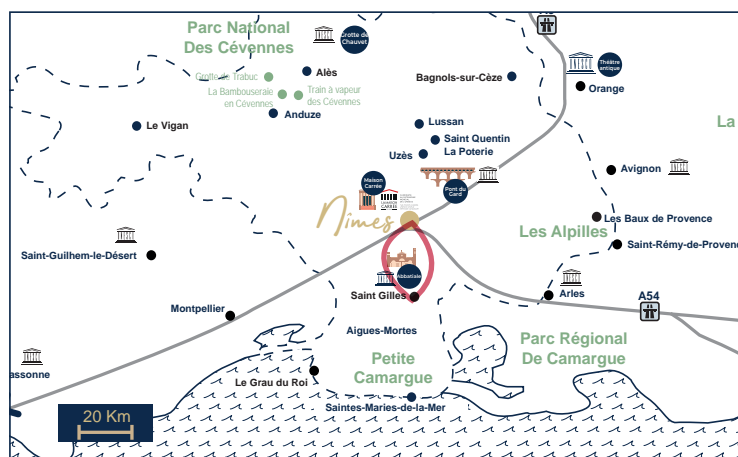 Parc National
Des Cévennes
Grotte de
Chauvet
Théâtre
antique
Alès
Grotte de Trabuc
La Bambouseraie
en Cévennes
Train à vapeur
des Cévennes
Anduze
Bagnols-sur-Cèze
Orange
Le Vigan
Lussan
Saint Quentin
La Poterie
Uzès
La
Avignon
Maison
Carrée
Pont du
Gard
Nîmes
Les Baux de Provence
Les Alpilles
Saint-Rémy-de-Provenc
Saint-Guilhem-le-Désert
Abbatiale
Saint Gilles
Arles
A54
Montpellier
Aigues-Mortes
Parc Régional
De Camargue
Petite
Camargue
assonne
Le Grau du Roi
Saintes-Maries-de-la-Mer
20 Km